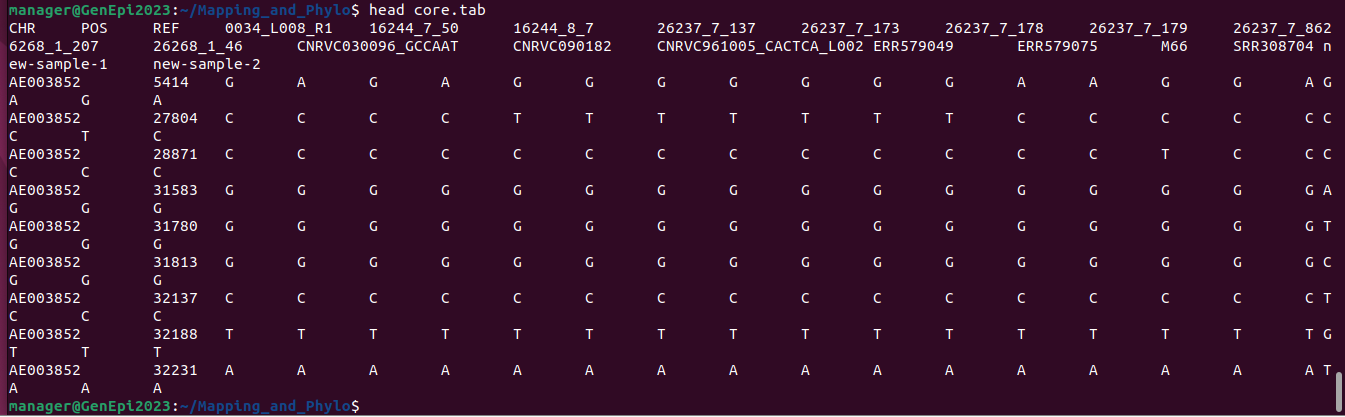 manager@GenEpi2023:~/Mapping_and_Phylo$ head core.tab
CHR POS REF 0034_L008_R1 16244_7_50 16244_8_7 26237_7_137 26237_7_173 26237_7_178 26237_7_179 26237_7_862
6268_1_207 26268_1_46 CNRVC030096_GCCAAT CNRVC090182 CNRVC961005_CACTCA_L002 ERR579049 ERR579075 M66 SRR308704 n
ew-sample-1 new-sample-2
AE003852 5414 G A G A G G G G G G A A G G A G
A G A
AE003852 27804 C C C C T T T T T T C C C C C C
C T C
AE003852 28871 C C C C C C C C C C C C T C C C
C C C
AE003852 31583 G G G G G G G G G G G G G G G A
G G G
AE003852 31780 G G G G G G G G G G G G G G G T
G G G
AE003852 31813 G G G G G G G G G G G G G G G C
G G G
AE003852 32137 C C C C C C C C C C C C C C C T
C C C
AE003852 32188 T T T T T T T T T T T T T T T G
T T T
AE003852 32231 A A A A A A A A A A A A A A A T
A A A
manager@GenEpi2023:~/Mapping_and_Phylo$